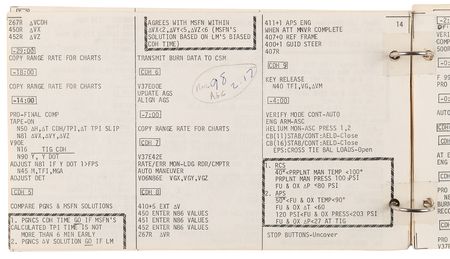 267R ΔVCDH
450R ΔVX
452R ΔVZ
-29:00
COPY RANGE RATE FOR CHARTS
-18:00
COPY RANGE RATE FOR CHARTS
-14:00
PRO-FINAL COMP
TAPE-ON
N50 ΔH,ΔT CDH/TPI,ΔT TPI SLIP
N81 ΔVX,ΔVY,ΔVZ
V90E
N16 TIG CDH
N90 Y, Y DOT
ADJUST N81 IF Y DOT 1>FPS
N45 M,TFI,MGA
ADJUST DET
CDH 5
COMPARE PGNS & MSFN SOLUTIONS
1. PGNCS CDH TIME GO IF MSFN'S
CALCULATED TPI TIME IS NOT
MORE THAN 6 MIN EARLY
2. PGNCS ΔV SOLUTION GO IF LM
AGREES WITH MSFN WITHIN
ΔVX<2,ΔVY<5,ΔVZ<6 (MSFN'S
SOLUTION BASED ON LM'S BIASED
CDH TIME)
TRANSMIT BURN DATA TO CSM
CDH 6
V37E00E
UPDATE AGS
ALIGN AGS
-7:00
COPY RANGE RATE FOR CHARTS
CDH 7
V37E42E
RATE/ERR MON-LDG RDR/CMPTR
AUTO MANEUVER
V06N86E VGX,VGY,VGZ
CDH 8
410+5 EXT ΔV
450 ENTER N86 VALUES
451 ENTER N86 VALUES
452 ENTER N86 VALUES
267R ΔVR
14
411+1 APS ENG
WHEN ATT MNVR COMPLETE
407+0 REF FRAME
400+1 GUID STEER
407R
CDH 9
KEY RELEASE
N40 TFI,VG,ΔVM
-4:00
VERIFY MODE CONT-AUTO
ENG ARM-ASC
HELIUM MON-ASC PRESS 1,2
CB(11)STAB/CONT:AELD-Close
CB(16)STAB/CONT:AELD-Close
EPS:CROSS TIE BAL LOADS-Open
1. RCS
40°<PRPLNT MAN TEMP <100°
PRPLNT MAN PRESS 100 PSI
FU & OX ΔP <80 PSI
2. APS
50°<FU & OX TEMP<90°
FU & OX ΔT <60
120 PSI<FU & OX PRESS<203 PSI
FU & OX ΔP<27 AT TIG
STOP BUTTONS-Uncover